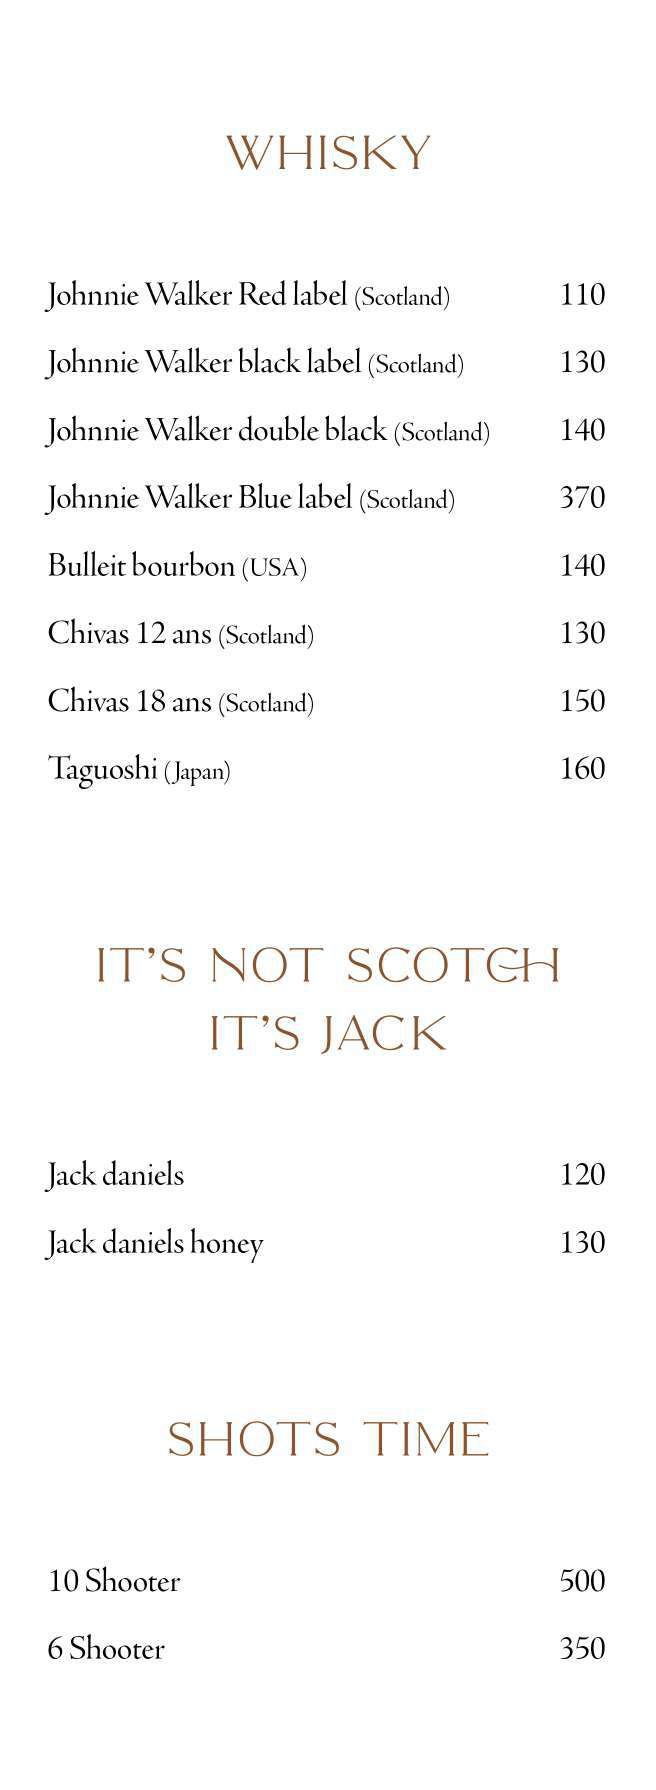 WHISKY
Johnnie Walker Red label (Scotland) 110
Johnnie Walker black label (Scotland) 130
Johnnie Walker double black (Scotland) 140
Johnnie Walker Blue label (Scotland) 370
Bulleit bourbon (USA) 140
Chivas 12 ans (Scotland) 130
Chivas 18 ans (Scotland) 150
Taguoshi (Japan) 160
IT’S NOT SCOTCH
IT’S JACK
Jack daniels 120
Jack daniels honey 130
SHOTS TIME
10 Shooter 500
6 Shooter 350